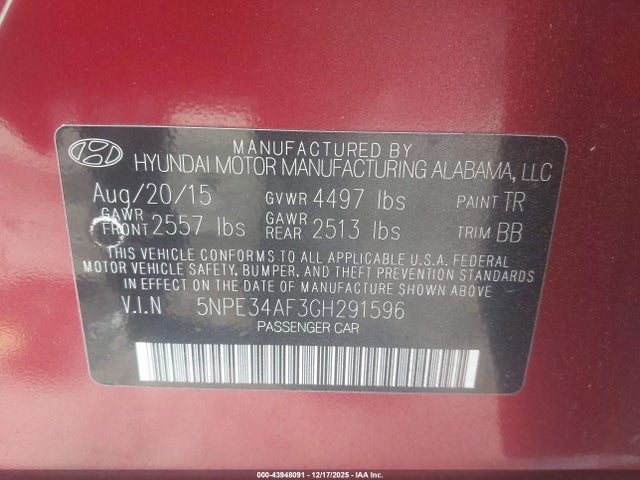 MANUFACTURED BY
HYUNDAI MOTOR MANUFACTURING ALABAMA, LLC
Aug/20/15 GVWR 4497 lbs PAINT TR
GAWR FRONT 2557 lbs GAWR REAR 2513 lbs TRIM BB
THIS VEHICLE CONFORMS TO ALL APPLICABLE U.S.A. FEDERAL
MOTOR VEHICLE SAFETY, BUMPER, AND THEFT PREVENTION STANDARDS
IN EFFECT ON THE DATE OF MANUFACTURE SHOWN ABOVE.
V.I.N 5NPE34AF3GH291596
PASSENGER CAR
000-43948091 - 12/17/2025 - IAA Inc.